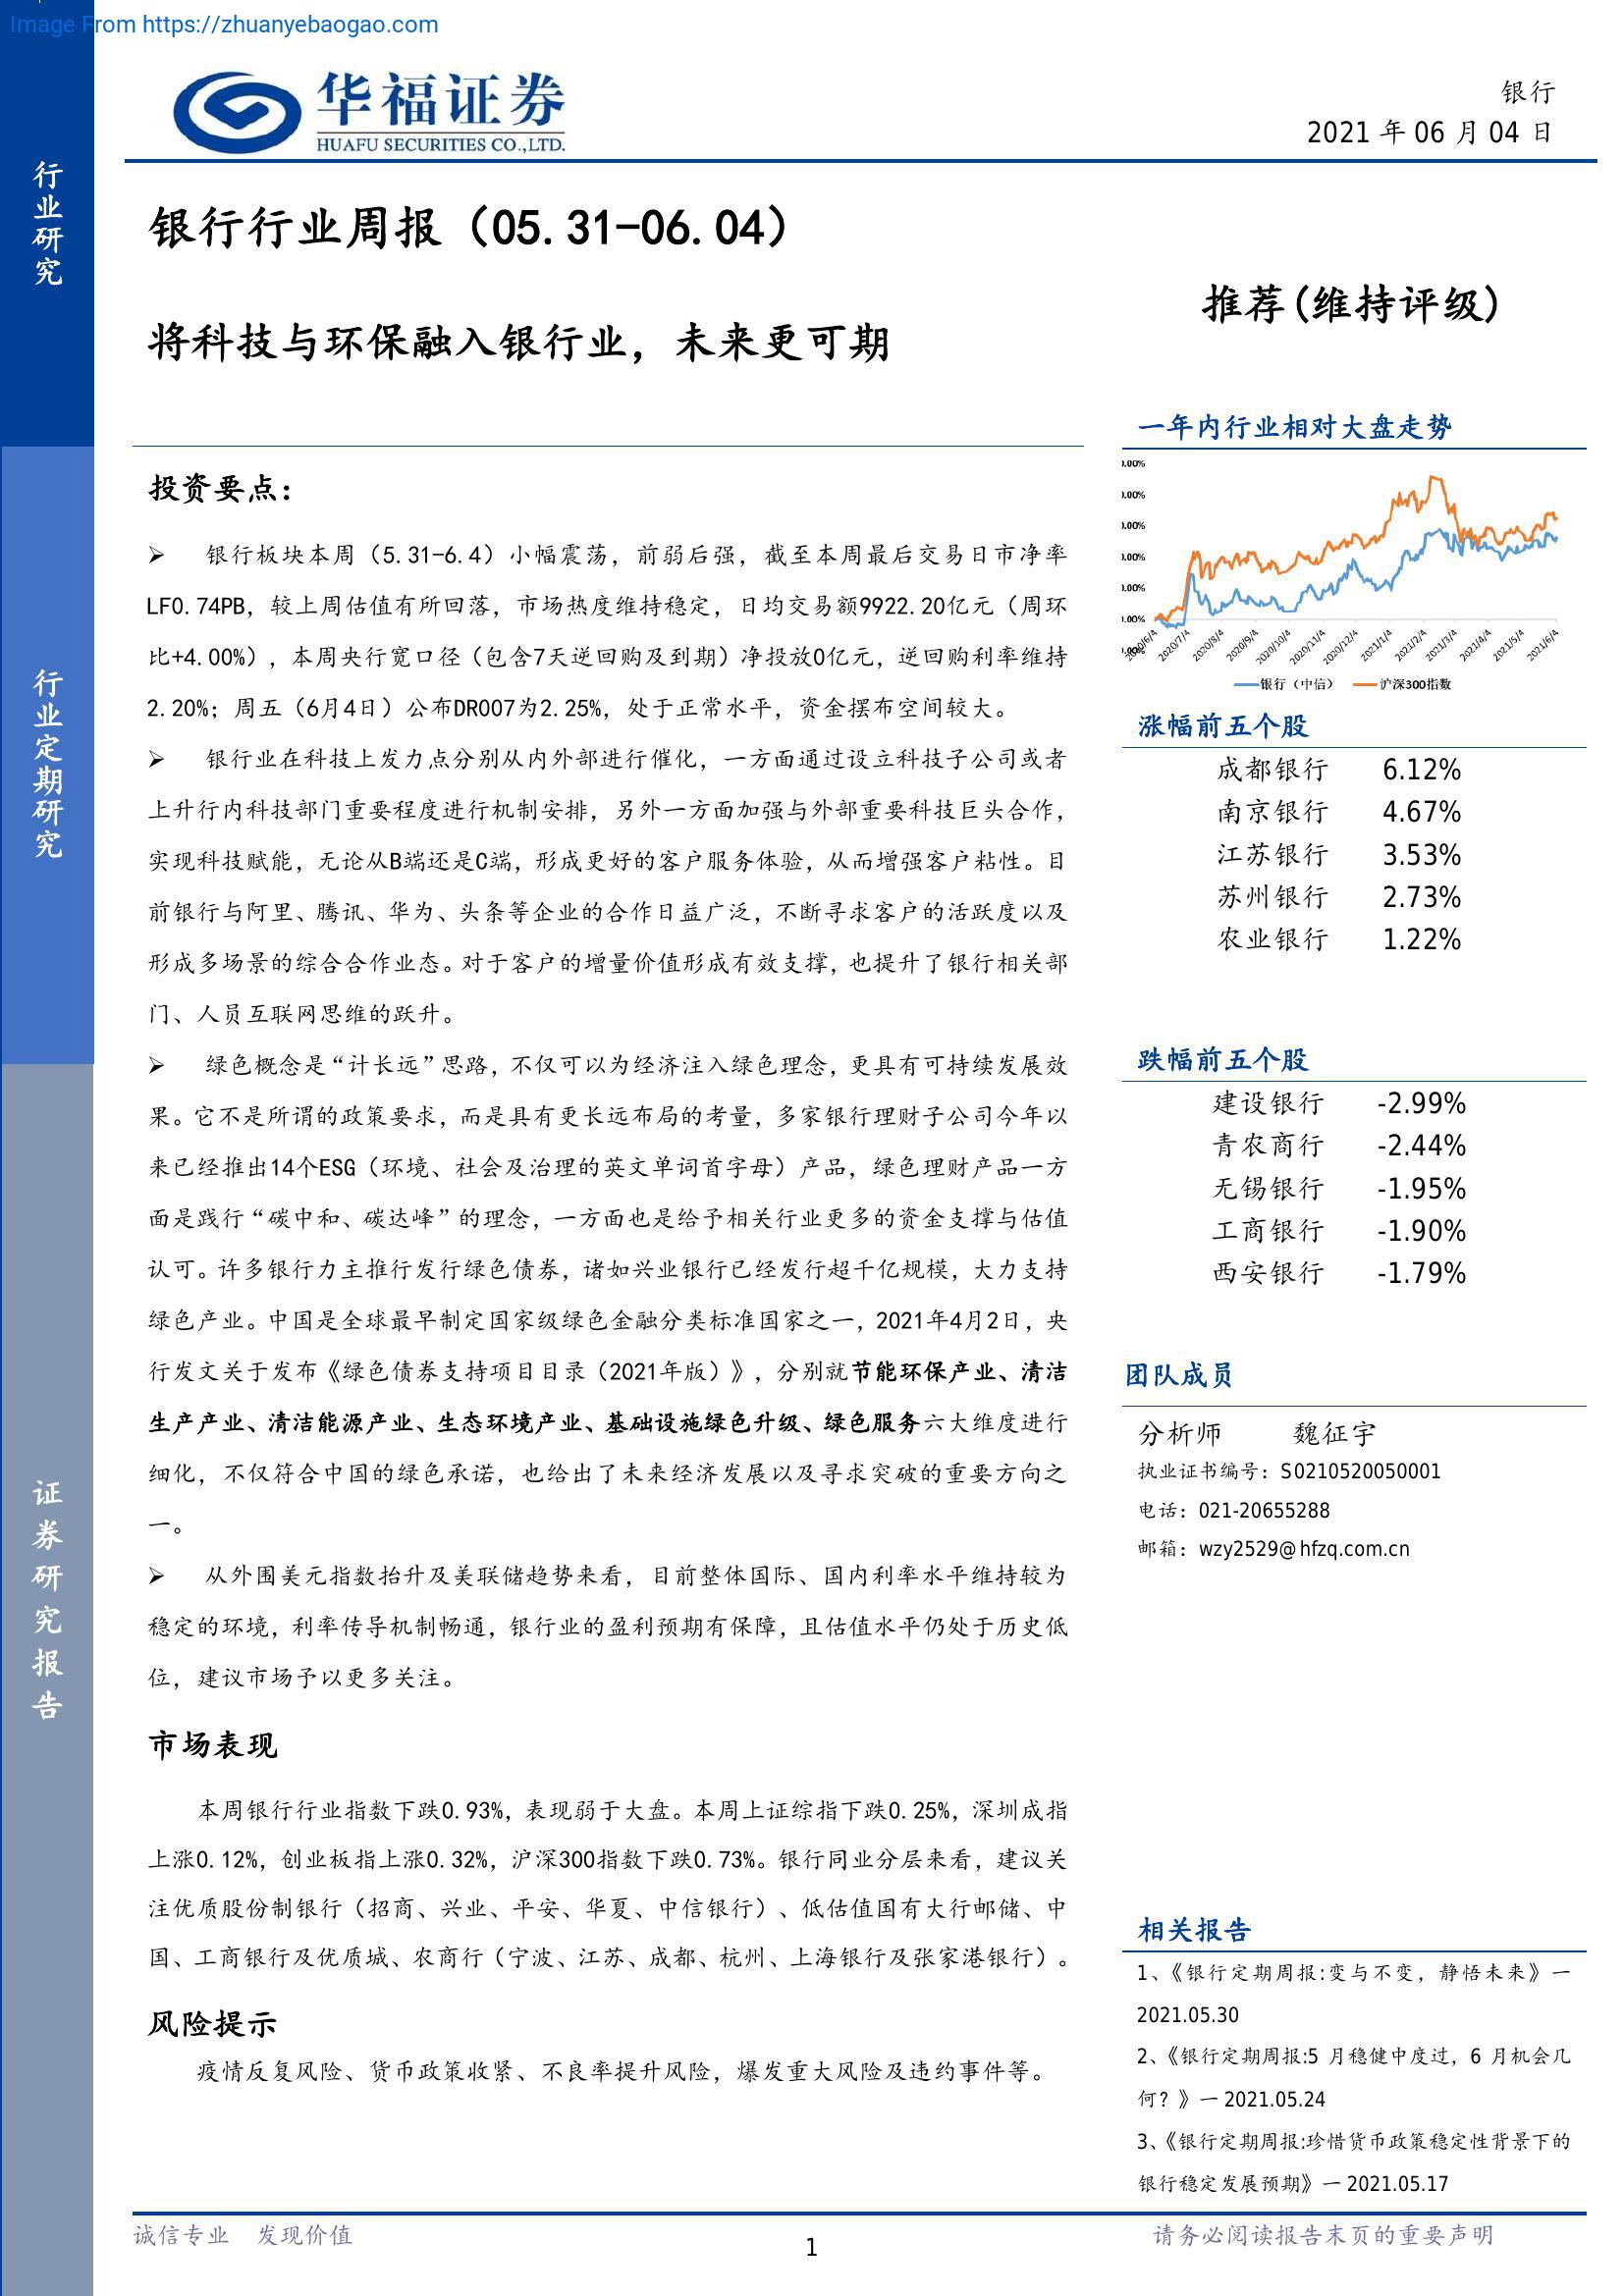 Image From https://zhuanyebaogao.com
华福证券
HUAFU SECURITIES CO.,LTD.
银行
2021 年 06 月 04 日
行业研究
行业定期研究
证券研究报告
银行行业周报（05.31-06.04）
将科技与环保融入银行业，未来更可期
推荐(维持评级)
投资要点：
➢ 银行板块本周（5.31-6.4）小幅震荡，前弱后强，截至本周最后交易日市净率
LF0.74PB，较上周估值有所回落，市场热度维持稳定，日均交易额9922.20亿元（周环
比+4.00%），本周央行宽口径（包含7天逆回购及到期）净投放0亿元，逆回购利率维持
2.20%；周五（6月4日）公布DR007为2.25%，处于正常水平，资金摆布空间较大。
➢ 银行业在科技上发力点分别从内外部进行催化，一方面通过设立科技子公司或者
上升行内科技部门重要程度进行机制安排，另外一方面加强与外部重要科技巨头合作，
实现科技赋能，无论从B端还是C端，形成更好的客户服务体验，从而增强客户粘性。目
前银行与阿里、腾讯、华为、头条等企业的合作日益广泛，不断寻求客户的活跃度以及
形成多场景的综合合作业态。对于客户的增量价值形成有效支撑，也提升了银行相关部
门、人员互联网思维的跃升。
➢ 绿色概念是“计长远”思路，不仅可以为经济注入绿色理念，更具有可持续发展效
果。它不是所谓的政策要求，而是具有更长远布局的考量，多家银行理财子公司今年以
来已经推出14个ESG（环境、社会及治理的英文单词首字母）产品，绿色理财产品一方
面是践行“碳中和、碳达峰”的理念，一方面也是给予相关行业更多的资金支撑与估值
认可。许多银行力主推行发行绿色债券，诸如兴业银行已经发行超千亿规模，大力支持
绿色产业。中国是全球最早制定国家级绿色金融分类标准国家之一，2021年4月2日，央
行发文关于发布《绿色债券支持项目目录（2021年版）》，分别就节能环保产业、清洁
生产产业、清洁能源产业、生态环境产业、基础设施绿色升级、绿色服务六大维度进行
细化，不仅符合中国的绿色承诺，也给出了未来经济发展以及寻求突破的重要方向之
一。
➢ 从外围美元指数抬升及美联储趋势来看，目前整体国际、国内利率水平维持较为
稳定的环境，利率传导机制畅通，银行业的盈利预期有保障，且估值水平仍处于历史低
位，建议市场予以更多关注。
市场表现
本周银行行业指数下跌0.93%，表现弱于大盘。本周上证综指下跌0.25%，深圳成指
上涨0.12%，创业板指上涨0.32%，沪深300指数下跌0.73%。银行同业分层来看，建议关
注优质股份制银行（招商、兴业、平安、华夏、中信银行）、低估值国有大行邮储、中
国、工商银行及优质城、农商行（宁波、江苏、成都、杭州、上海银行及张家港银行）。
风险提示
疫情反复风险、货币政策收紧、不良率提升风险，爆发重大风险及违约事件等。
一年内行业相对大盘走势
0.00%
0.00%
0.00%
0.00%
0.00%
0.00%
2020/7/4
2020/8/4
2020/9/4
2020/10/4
2020/11/4
2020/12/4
2021/1/4
2021/2/4
2021/3/4
2021/4/4
2021/5/4
2021/6/4
银行（中信） 沪深300指数
涨幅前五个股
成都银行 6.12%
南京银行 4.67%
江苏银行 3.53%
苏州银行 2.73%
农业银行 1.22%
跌幅前五个股
建设银行 -2.99%
青农商行 -2.44%
无锡银行 -1.95%
工商银行 -1.90%
西安银行 -1.79%
团队成员
分析师 魏征宇
执业证书编号：S0210520050001
电话：021-20655288
邮箱：wzy2529@hfzq.com.cn
相关报告
1、《银行定期周报:变与不变，静悟未来》一
2021.05.30
2、《银行定期周报:5 月稳健中度过，6 月机会几
何？》一 2021.05.24
3、《银行定期周报:珍惜货币政策稳定性背景下的
银行稳定发展预期》一 2021.05.17
诚信专业 发现价值
1
请务必阅读报告末页的重要声明